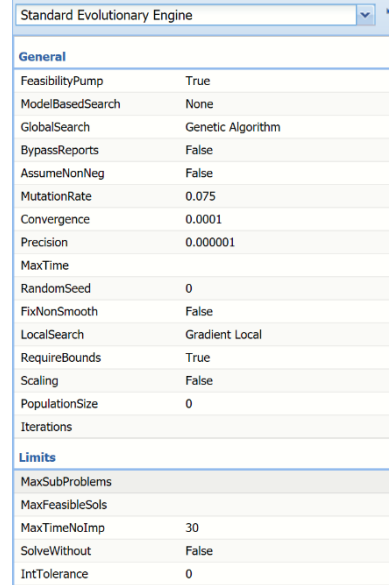 Standard Evolutionary Engine
General
FeasibilityPump True
ModelBasedSearch None
GlobalSearch Genetic Algorithm
BypassReports False
AssumeNonNeg False
MutationRate 0.075
Convergence 0.0001
Precision 0.000001
MaxTime
RandomSeed 0
FixNonSmooth False
LocalSearch Gradient Local
RequireBounds True
Scaling False
PopulationSize 0
Iterations
Limits
MaxSubProblems
MaxFeasibleSols
MaxTimeNoImp 30
SolveWithout False
IntTolerance 0